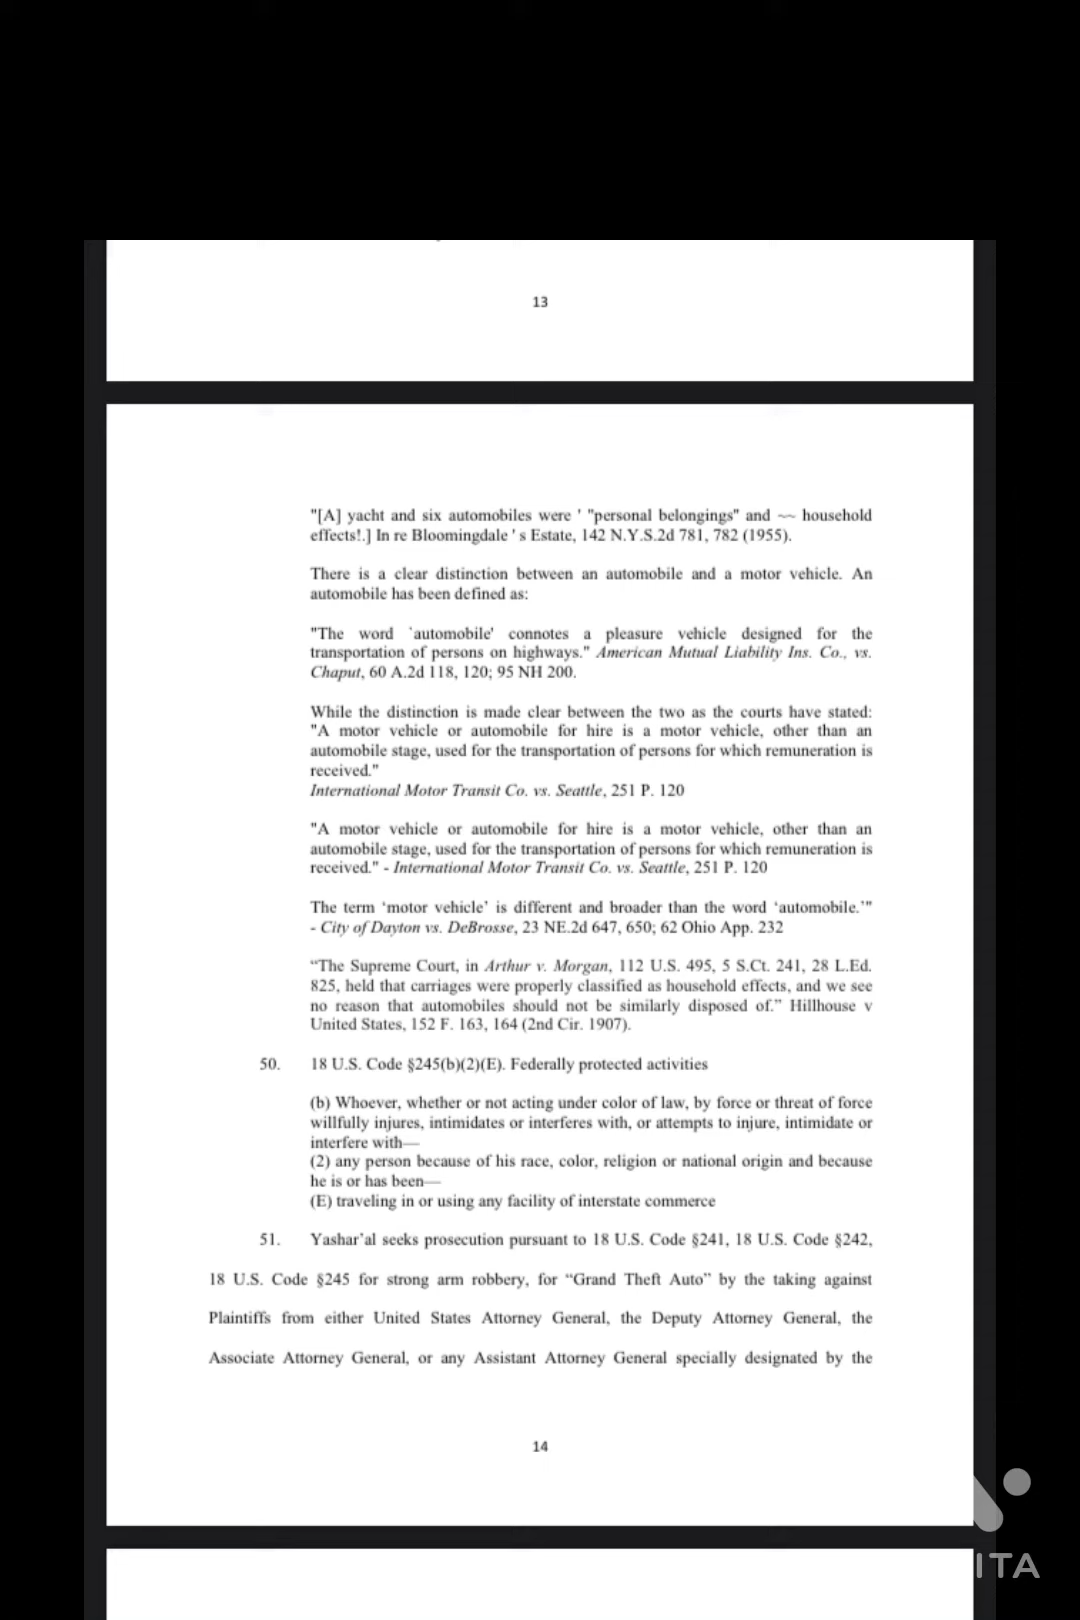 13
"[A] yacht and six automobiles were ' "personal belongings" and ~~ household
effects!.] In re Bloomingdale ' s Estate, 142 N.Y.S.2d 781, 782 (1955).
There is a clear distinction between an automobile and a motor vehicle. An
automobile has been defined as:
"The word `automobile' connotes a pleasure vehicle designed for the
transportation of persons on highways." American Mutual Liability Ins. Co., vs.
Chaput, 60 A.2d 118, 120; 95 NH 200.
While the distinction is made clear between the two as the courts have stated:
"A motor vehicle or automobile for hire is a motor vehicle, other than an
automobile stage, used for the transportation of persons for which remuneration is
received."
International Motor Transit Co. vs. Seattle, 251 P. 120
"A motor vehicle or automobile for hire is a motor vehicle, other than an
automobile stage, used for the transportation of persons for which remuneration is
received." - International Motor Transit Co. vs. Seattle, 251 P. 120
The term ‘motor vehicle’ is different and broader than the word ‘automobile.’"
- City of Dayton vs. DeBrosse, 23 NE.2d 647, 650; 62 Ohio App. 232
“The Supreme Court, in Arthur v. Morgan, 112 U.S. 495, 5 S.Ct. 241, 28 L.Ed.
825, held that carriages were properly classified as household effects, and we see
no reason that automobiles should not be similarly disposed of.” Hillhouse v
United States, 152 F. 163, 164 (2nd Cir. 1907).
50. 18 U.S. Code §245(b)(2)(E). Federally protected activities
(b) Whoever, whether or not acting under color of law, by force or threat of force
willfully injures, intimidates or interferes with, or attempts to injure, intimidate or
interfere with—
(2) any person because of his race, color, religion or national origin and because
he is or has been—
(E) traveling in or using any facility of interstate commerce
51. Yashar’al seeks prosecution pursuant to 18 U.S. Code §241, 18 U.S. Code §242,
18 U.S. Code §245 for strong arm robbery, for “Grand Theft Auto” by the taking against
Plaintiffs from either United States Attorney General, the Deputy Attorney General, the
Associate Attorney General, or any Assistant Attorney General specially designated by the
14
ITA